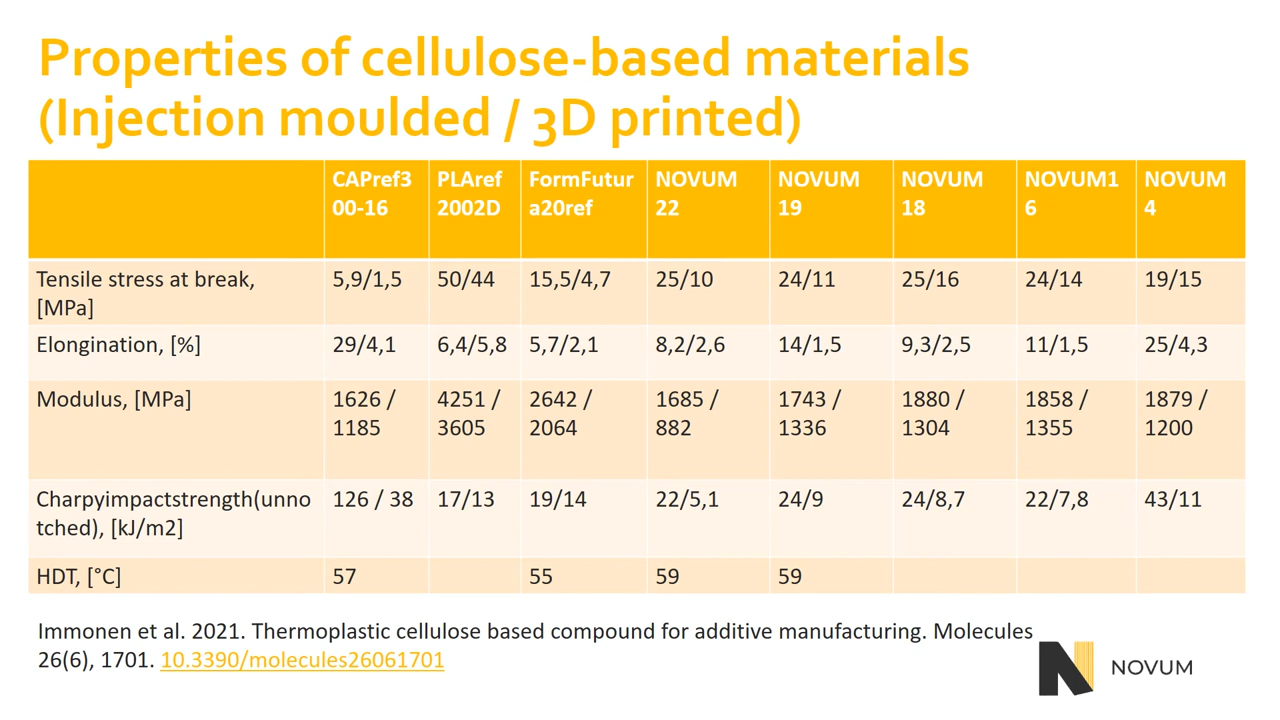 Properties of cellulose-based materials
(Injection moulded / 3D printed)
CAPref3 PLAref FormFutur NOVUM NOVUM NOVUM NOVUM1 NOVUM
00-16 2002D a20ref 22 19 18 6 4
Tensile stress at break, 5,9/1,5 50/44 15,5/4,7 25/10 24/11 25/16 24/14 19/15
[MPa]
Elongination, [%] 29/4,1 6,4/5,8 5,7/2,1 8,2/2,6 14/1,5 9,3/2,5 11/1,5 25/4,3
Modulus, [MPa] 1626 / 4251 / 2642 / 1685 / 1743 / 1880 / 1858 / 1879 /
1185 3605 2064 882 1336 1304 1355 1200
Charpyimpactstrength(unno 126 / 38 17/13 19/14 22/5,1 24/9 24/8,7 22/7,8 43/11
tched), [kJ/m2]
HDT, [°C] 57 55 59 59
Immonen et al. 2021. Thermoplastic cellulose based compound for additive manufacturing. Molecules
26(6), 1701. 10.3390/molecules26061701
NOVUM